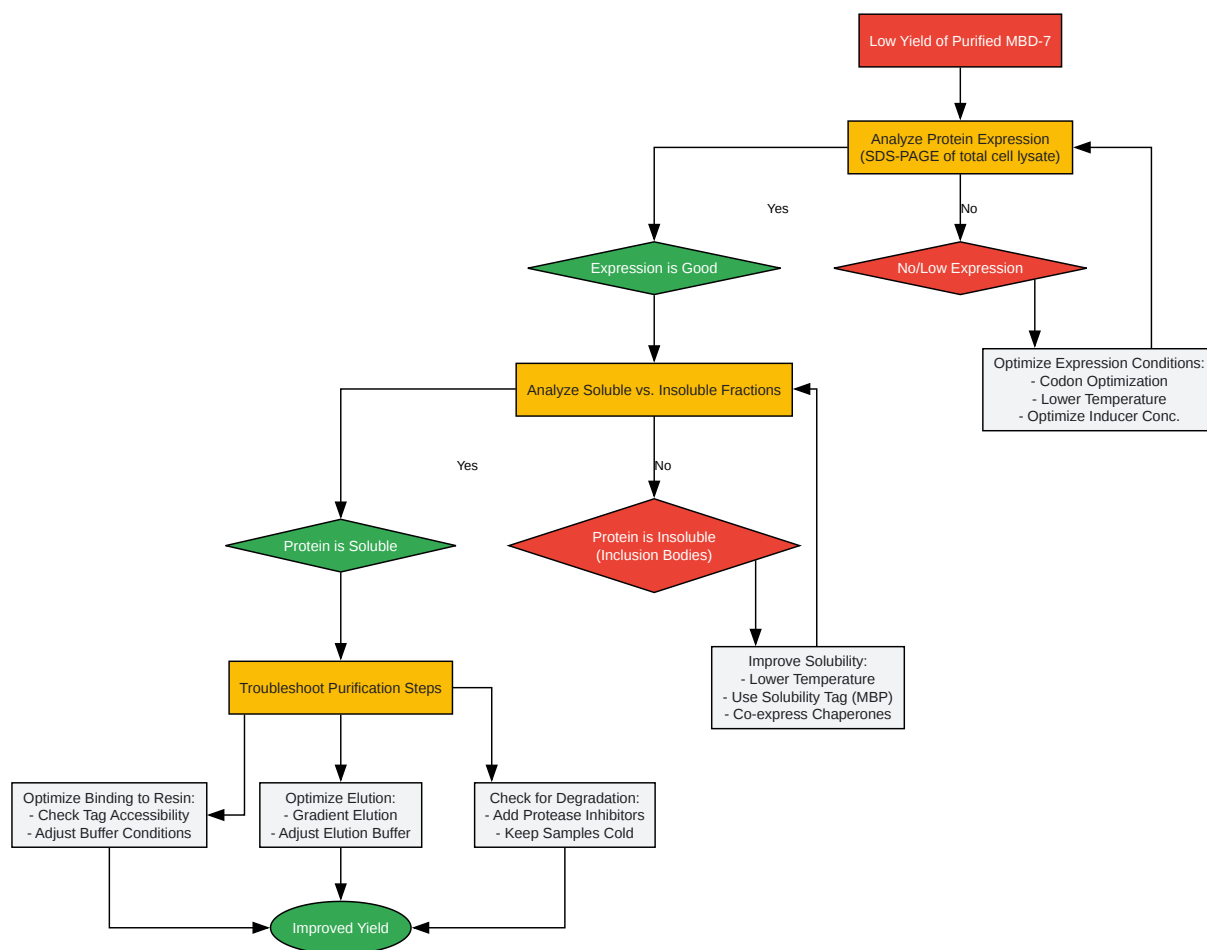 Low Yield of Purified MBD-7
Analyze Protein Expression
(SDS-PAGE of total cell lysate)
Yes
No
Expression is Good
No/Low Expression
Optimize Expression Conditions:
- Codon Optimization
- Lower Temperature
- Optimize Inducer Conc.
Analyze Soluble vs. Insoluble Fractions
Yes
No
Protein is Soluble
Protein is Insoluble
(Inclusion Bodies)
Improve Solubility:
- Lower Temperature
- Use Solubility Tag (MBP)
- Co-express Chaperones
Troubleshoot Purification Steps
Optimize Binding to Resin:
- Check Tag Accessibility
- Adjust Buffer Conditions
Optimize Elution:
- Gradient Elution
- Adjust Elution Buffer
Check for Degradation:
- Add Protease Inhibitors
- Keep Samples Cold
Improved Yield